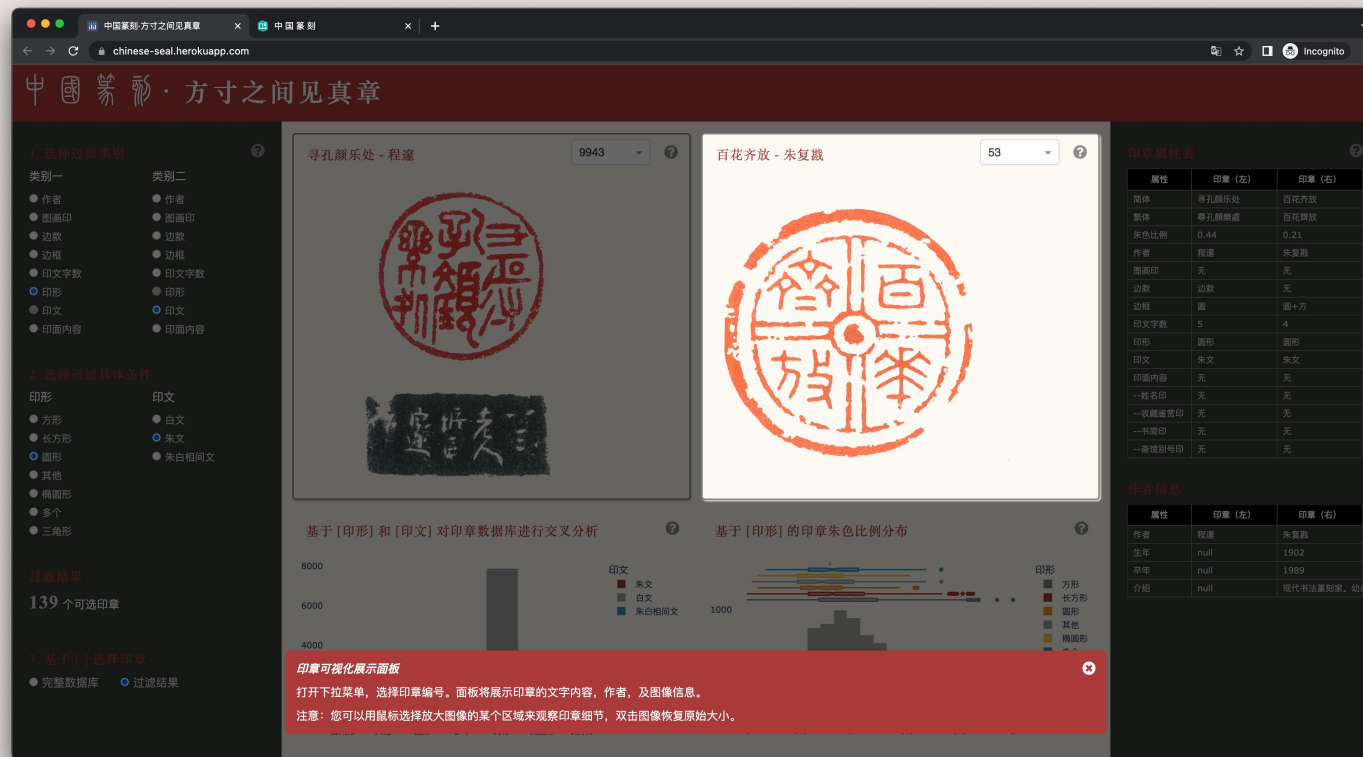 中国篆刻·方寸之间见真章
中国篆刻
chinese-seal.herokuapp.com
Incognito
中國篆刻·方寸之间见真章
1. 选择过滤类别
类别一
类别二
作者
作者
图画印
图画印
边款
边款
边框
边框
印文字数
印文字数
印形
印形
印文
印文
印面内容
印面内容
2. 选择过滤具体条件
印形
印文
方形
白文
长方形
朱文
圆形
朱白相间文
其他
椭圆形
多个
三角形
过滤结果
139 个可选印章
3. 基于 [ ] 选择印章
完整数据库
过滤结果
寻孔颜乐处 - 程邃
9943
百花齐放 - 朱复戡
53
百花齊放
基于 [印形] 和 [印文] 对印章数据库进行交叉分析
8000
6000
4000
印文
朱文
白文
朱白相间文
基于 [印形] 的印章朱色比例分布
1000
印形
方形
长方形
圆形
其他
椭圆形
印章可视化展示面板
打开下拉菜单，选择印章编号。面板将展示印章的文字内容，作者，及图像信息。
注意：您可以用鼠标选择放大图像的某个区域来观察印章细节，双击图像恢复原始大小。
印章属性表
属性 印章（左） 印章（右）
简体 寻孔颜乐处 百花齐放
繁体 尋孔顏樂處 百花齊放
朱色比例 0.44 0.21
作者 程邃 朱复戡
图画印 无 无
边款 边款 无
边框 圆 圆+方
印文字数 5 4
印形 圆形 圆形
印文 朱文 朱文
印面内容 无 无
--姓名印 无 无
--收藏鉴赏印 无 无
--书简印 无 无
--斋馆别号印 无 无
作者信息
属性 印章（左） 印章（右）
作者 程邃 朱复戡
生年 null 1902
卒年 null 1989
介绍 null 现代书法篆刻家。幼